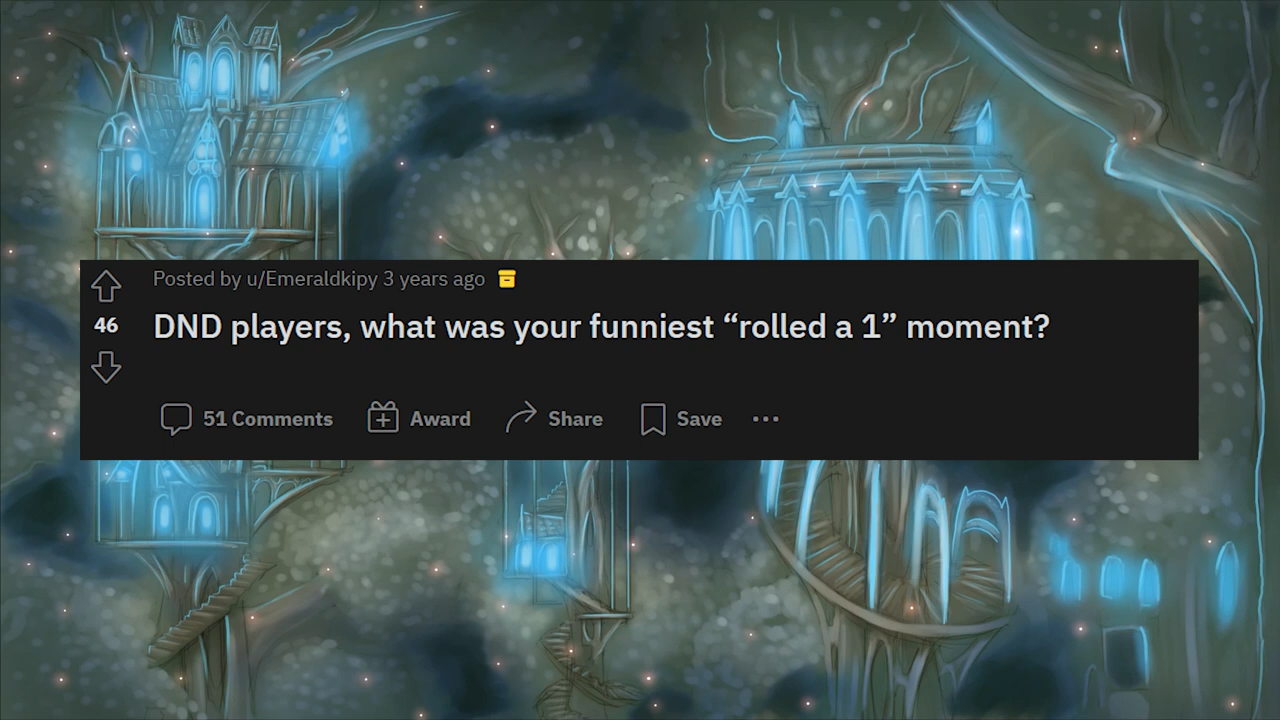 Posted by u/Emeraldkipy 3 years ago
46
DND players, what was your funniest “rolled a 1” moment?
51 Comments Award Share Save